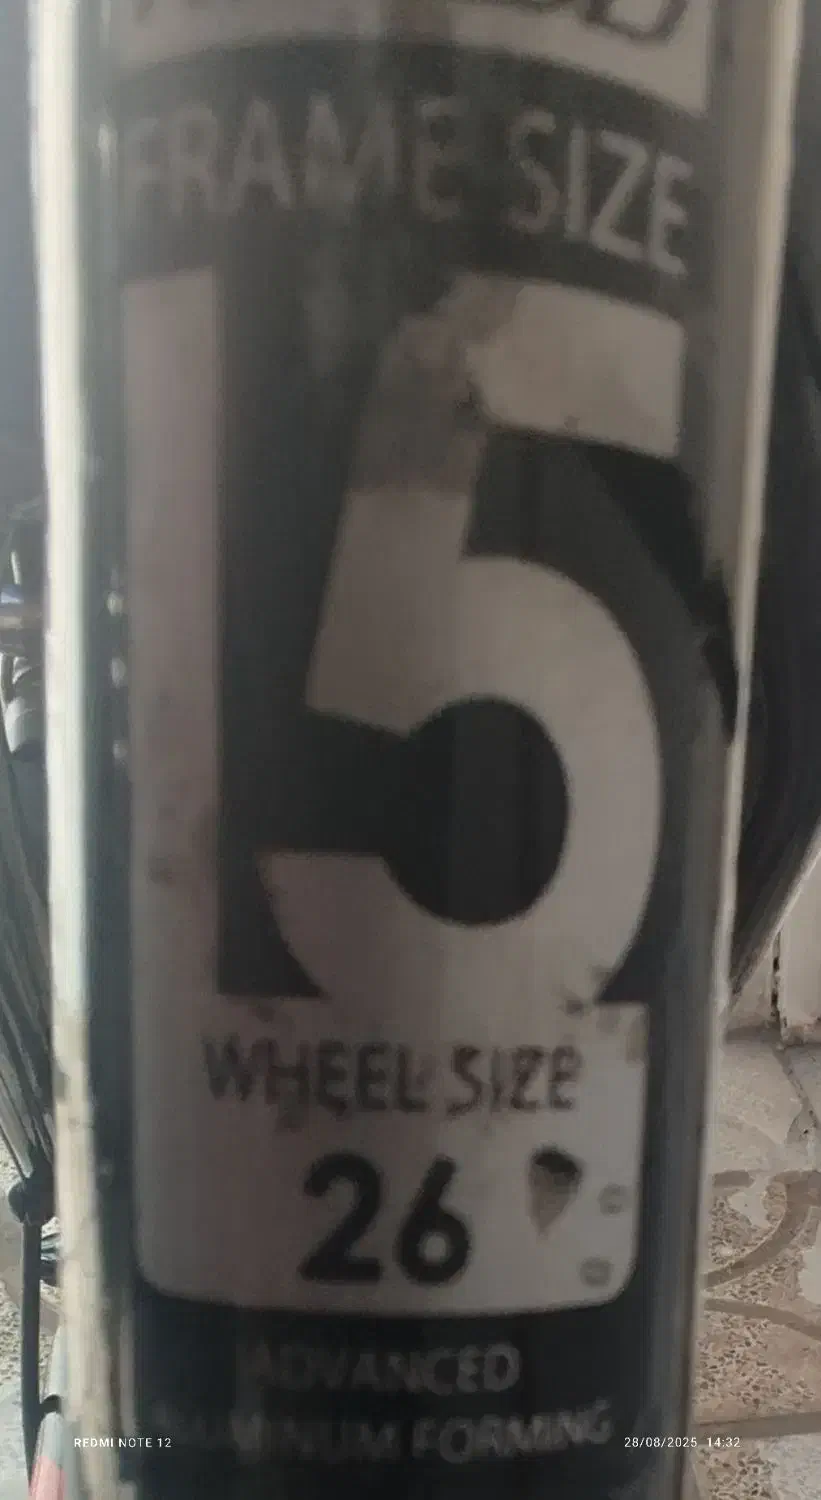 FRAME SIZE
15
WHEEL SIZE
26
ADVANCED
FORMING
REDMI NOTE 12
28/08/2025 14:32